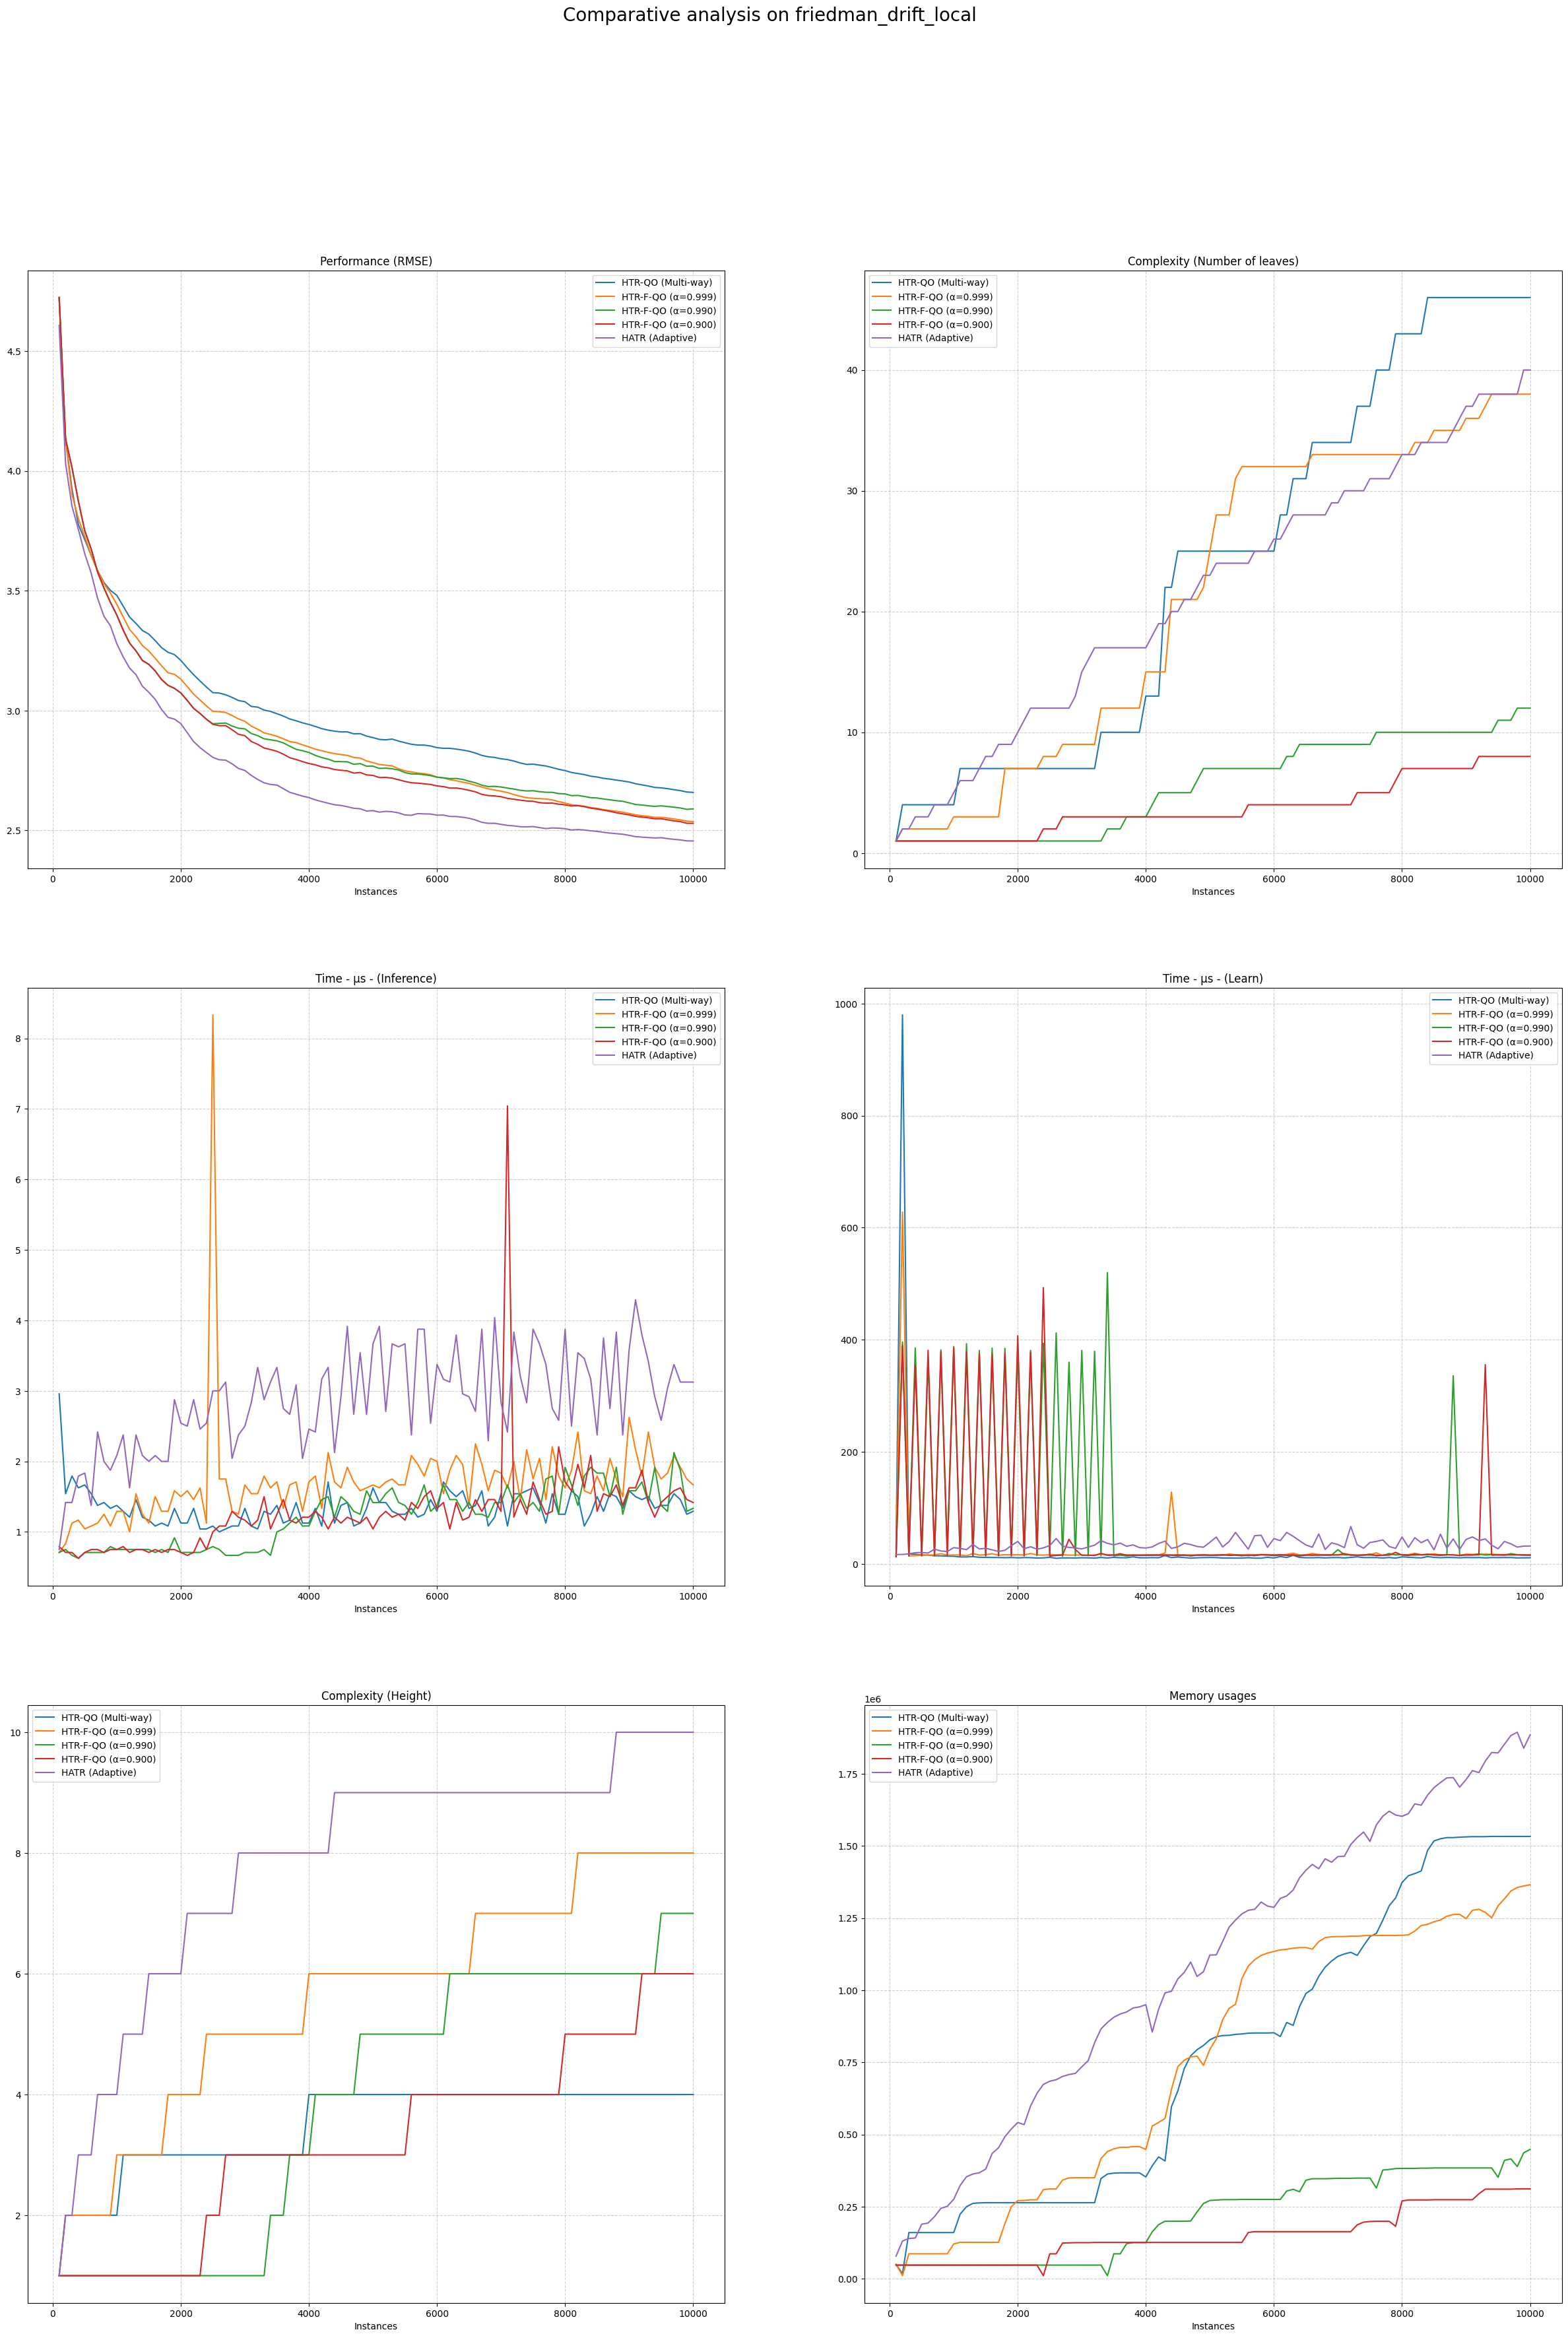 Comparative analysis on friedman_drift_local
Performance (RMSE)
HTR-QO (Multi-way)
HTR-F-QO (α=0.999)
HTR-F-QO (α=0.990)
HTR-F-QO (α=0.900)
HATR (Adaptive)
4.5
4.0
3.5
3.0
2.5
0 2000 4000 6000 8000 10000
Instances
Complexity (Number of leaves)
HTR-QO (Multi-way)
HTR-F-QO (α=0.999)
HTR-F-QO (α=0.990)
HTR-F-QO (α=0.900)
HATR (Adaptive)
40
30
20
10
0
0 2000 4000 6000 8000 10000
Instances
Time - μs - (Inference)
HTR-QO (Multi-way)
HTR-F-QO (α=0.999)
HTR-F-QO (α=0.990)
HTR-F-QO (α=0.900)
HATR (Adaptive)
8
7
6
5
4
3
2
1
0 2000 4000 6000 8000 10000
Instances
Time - μs - (Learn)
HTR-QO (Multi-way)
HTR-F-QO (α=0.999)
HTR-F-QO (α=0.990)
HTR-F-QO (α=0.900)
HATR (Adaptive)
1000
800
600
400
200
0
0 2000 4000 6000 8000 10000
Instances
Complexity (Height)
HTR-QO (Multi-way)
HTR-F-QO (α=0.999)
HTR-F-QO (α=0.990)
HTR-F-QO (α=0.900)
HATR (Adaptive)
10
8
6
4
2
0 2000 4000 6000 8000 10000
Instances
Memory usages
1e6
HTR-QO (Multi-way)
HTR-F-QO (α=0.999)
HTR-F-QO (α=0.990)
HTR-F-QO (α=0.900)
HATR (Adaptive)
1.75
1.50
1.25
1.00
0.75
0.50
0.25
0.00
0 2000 4000 6000 8000 10000
Instances